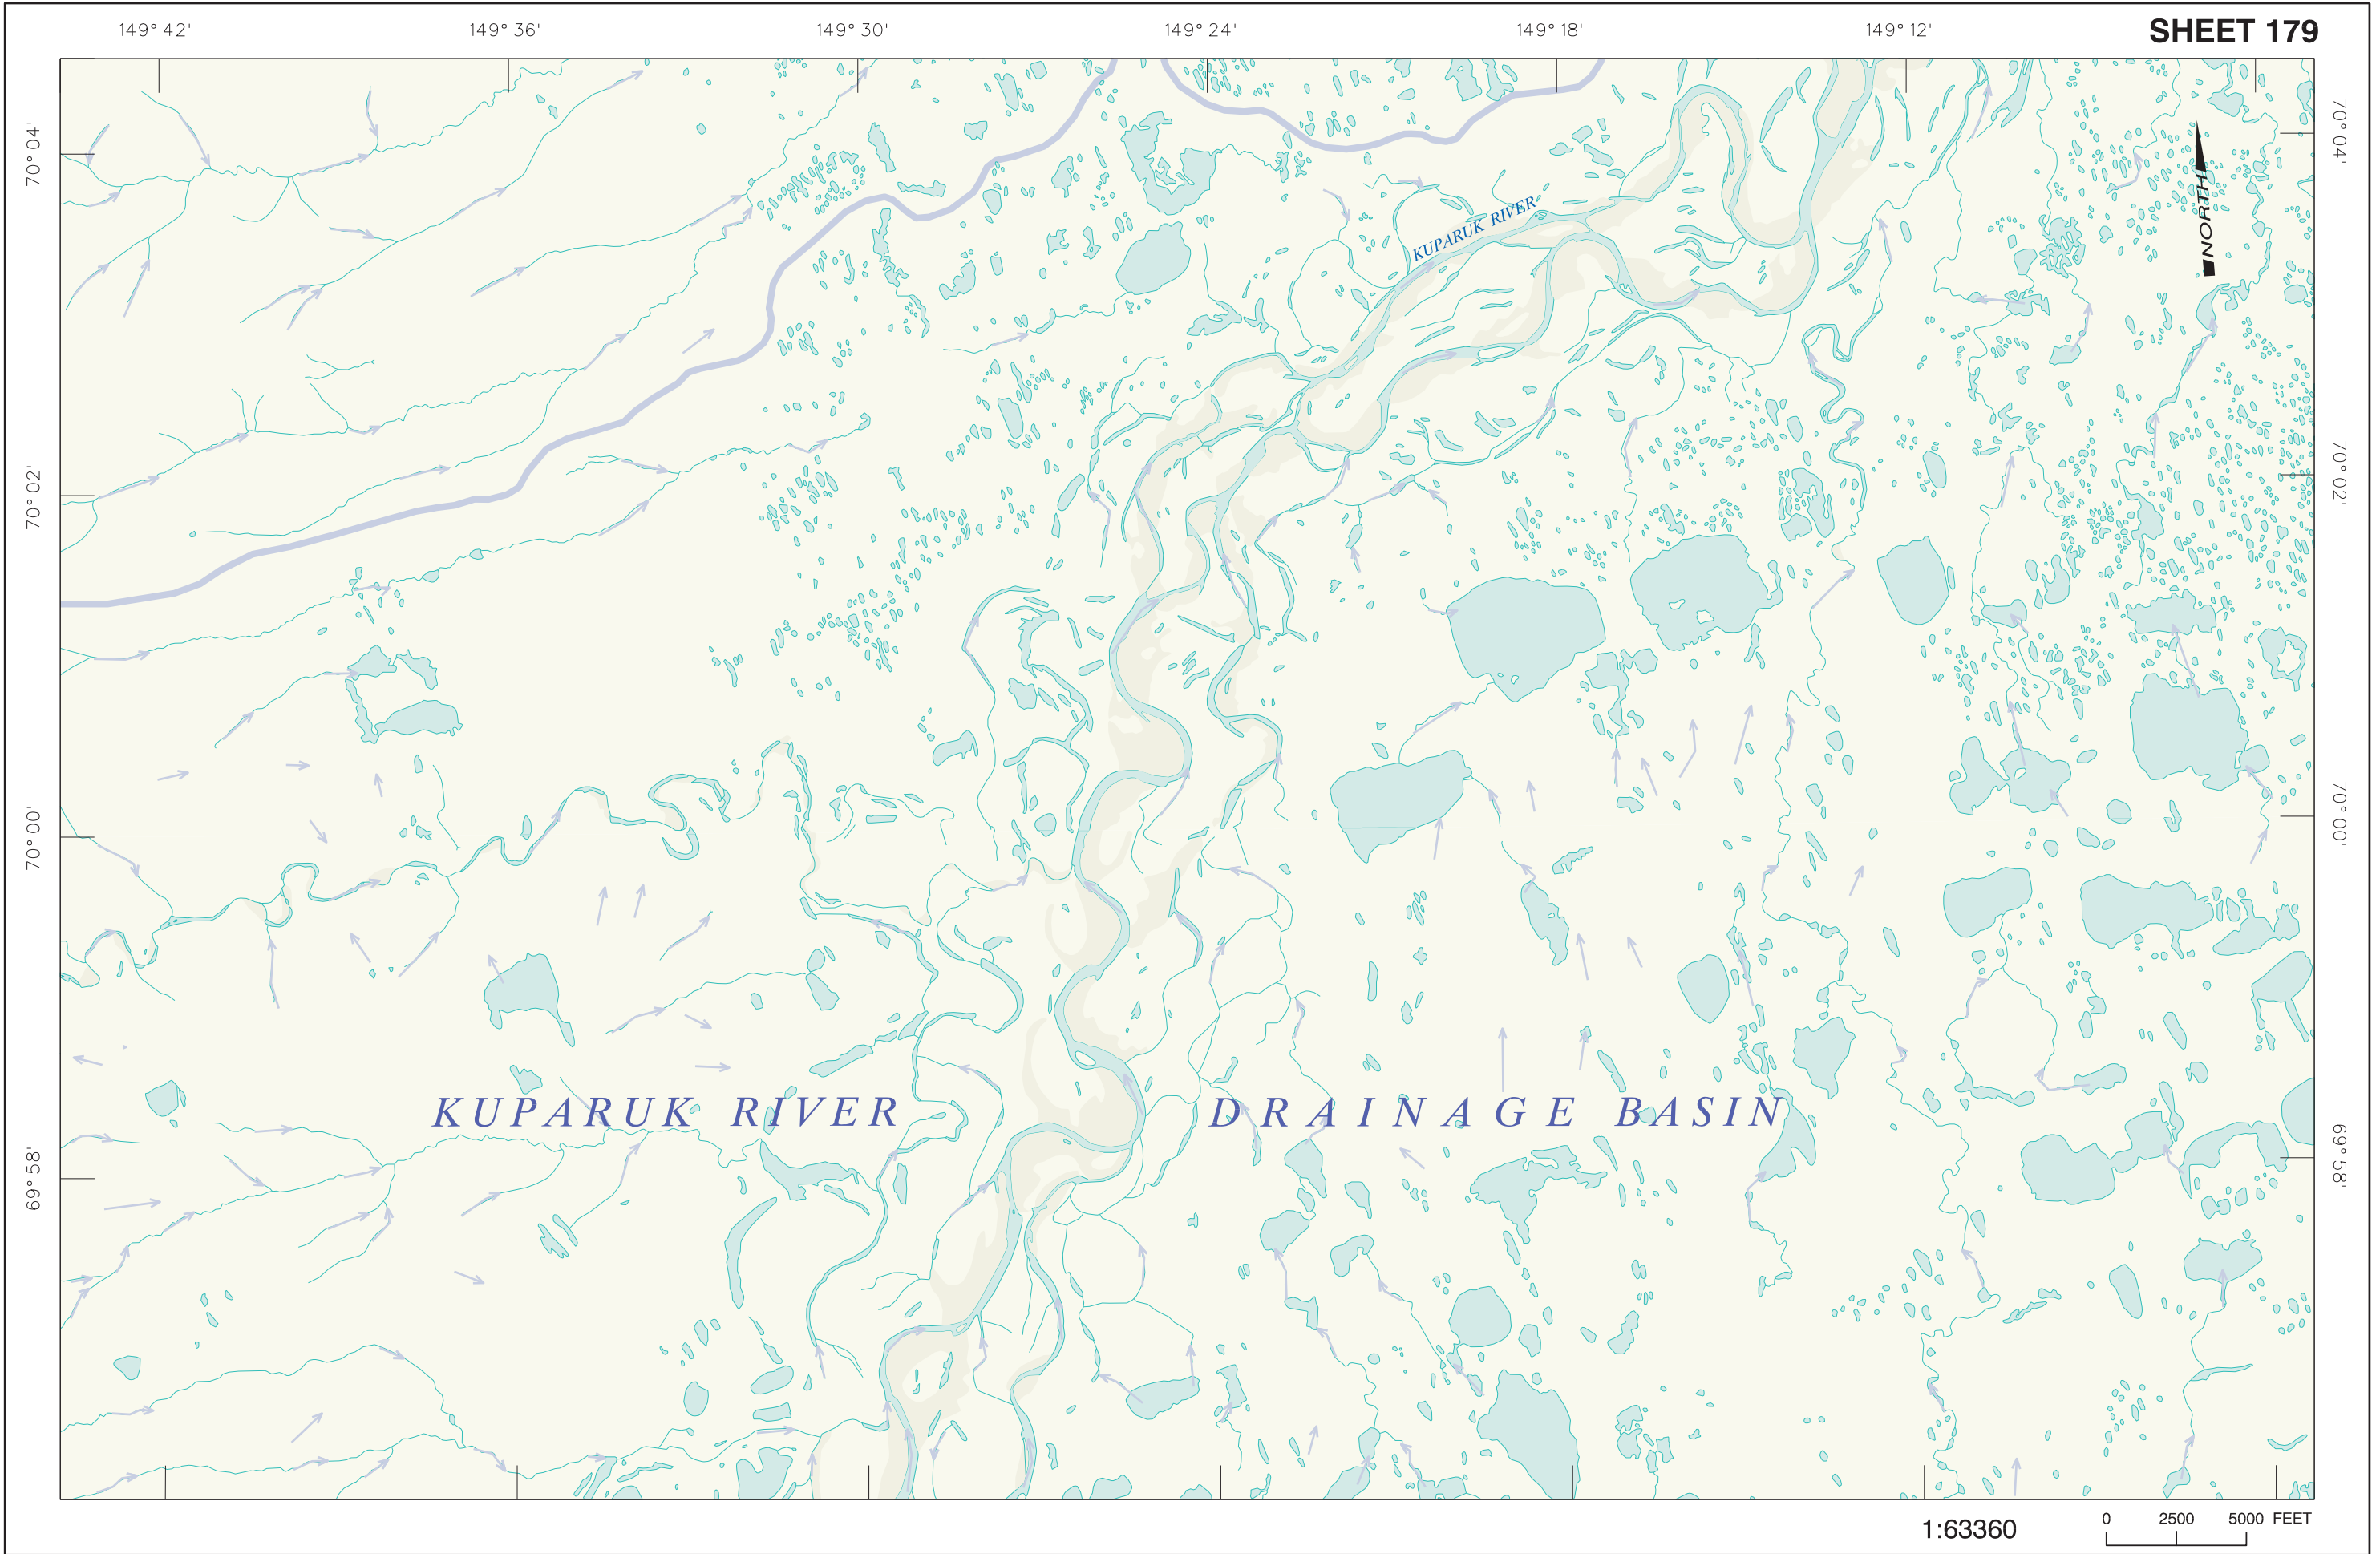 149° 42' 149° 36' 149° 30' 149° 24' 149° 18' 149° 12' SHEET 179
70° 04' 70° 04'
NORTH
KUPARUK RIVER
70° 02' 70° 02'
70° 00' 70° 00'
KUPARUK RIVER DRAINAGE BASIN
69° 58' 69° 58'
1:63360 0 2500 5000 FEET